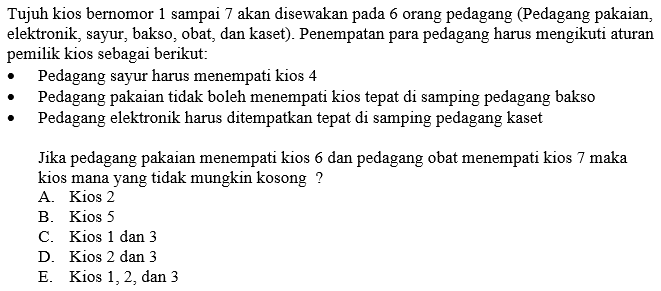 Tujuh kios bernomor 1 sampai 7 akan disewakan pada 6 orang pedagang (Pedagang pakaian,
elektronik, sayur, bakso, obat, dan kaset). Penempatan para pedagang harus mengikuti aturan
pemilik kios sebagai berikut:
• Pedagang sayur harus menempati kios 4
• Pedagang pakaian tidak boleh menempati kios tepat di samping pedagang bakso
• Pedagang elektronik harus ditempatkan tepat di samping pedagang kaset
Jika pedagang pakaian menempati kios 6 dan pedagang obat menempati kios 7 maka
kios mana yang tidak mungkin kosong ?
A. Kios 2
B. Kios 5
C. Kios 1 dan 3
D. Kios 2 dan 3
E. Kios 1, 2, dan 3